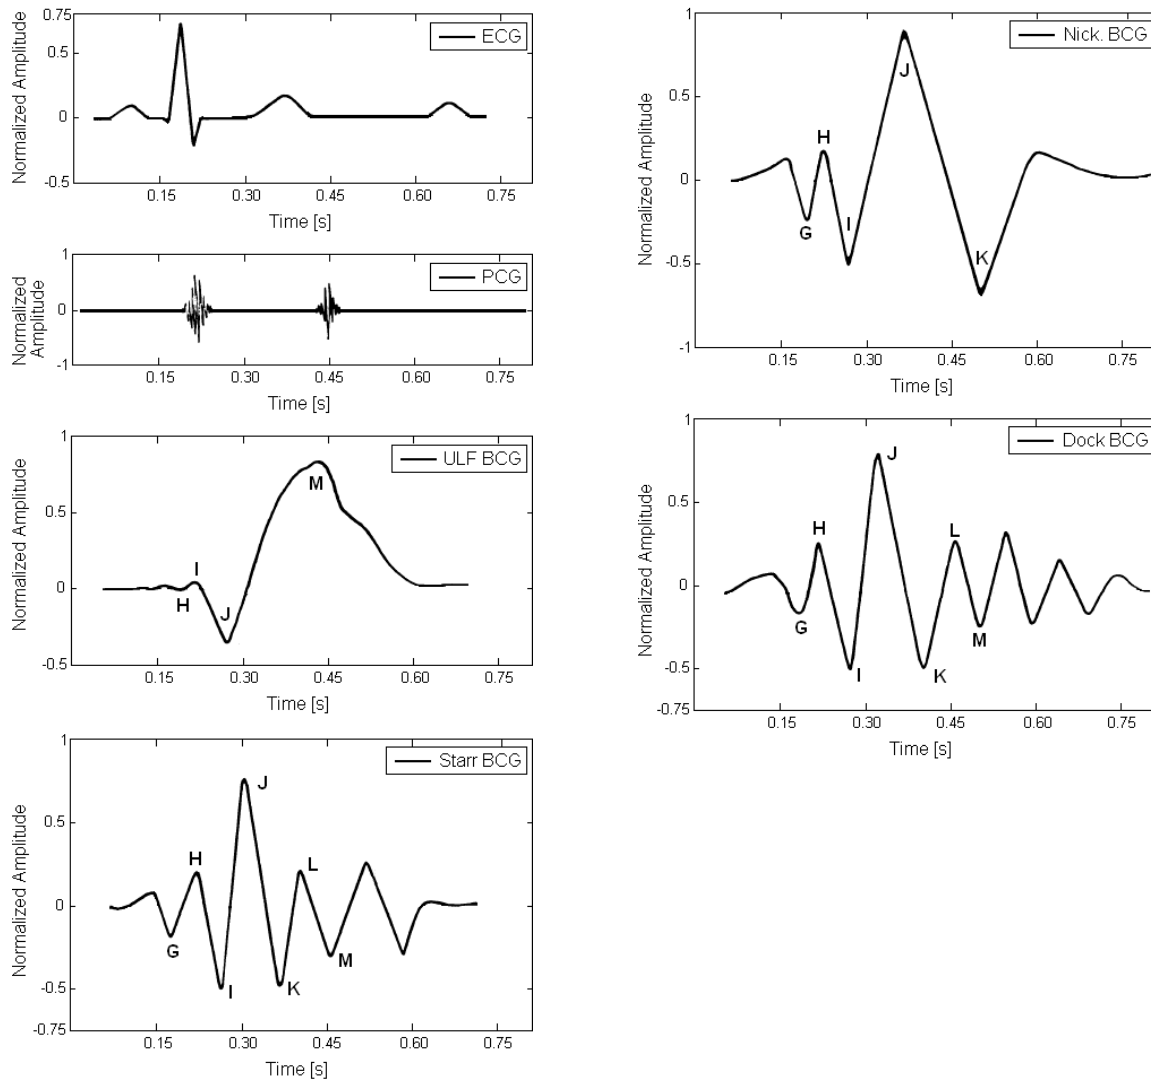 0.75
0.5
0
-0.5
Normalized Amplitude
ECG
0.15 0.30 0.45 0.60 0.75
Time [s]
1
0
-1
Normalized
Amplitude
PCG
0.15 0.30 0.45 0.60 0.75
Time [s]
1
0.5
0
-0.5
Normalized Amplitude
ULF BCG
M
I
H
J
0.15 0.30 0.45 0.60 0.75
Time [s]
1
0.5
0
-0.5
-0.75
Normalized Amplitude
Starr BCG
J
H
L
G
M
I
K
0.15 0.30 0.45 0.60 0.75
Time [s]
1
0.5
0
-0.5
-1
Normalized Amplitude
Nick. BCG
J
H
G
I
K
0.15 0.30 0.45 0.60 0.75
Time [s]
1
0.5
0
-0.5
-0.75
Normalized Amplitude
Dock BCG
J
H
L
G
M
I
K
0.15 0.30 0.45 0.60 0.75
Time [s]